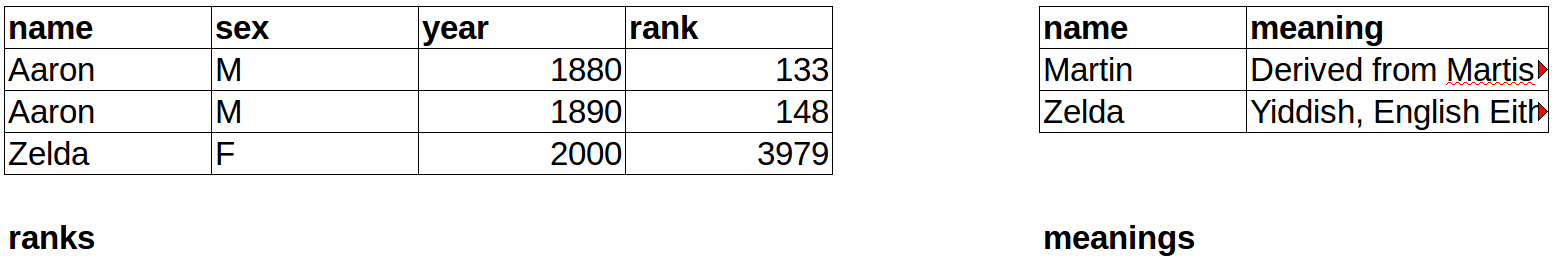 name sex year rank name meaning
Aaron M 1880 133 Martin Derived from Martis
Aaron M 1890 148 Zelda Yiddish, English Eith
Zelda F 2000 3979
ranks meanings